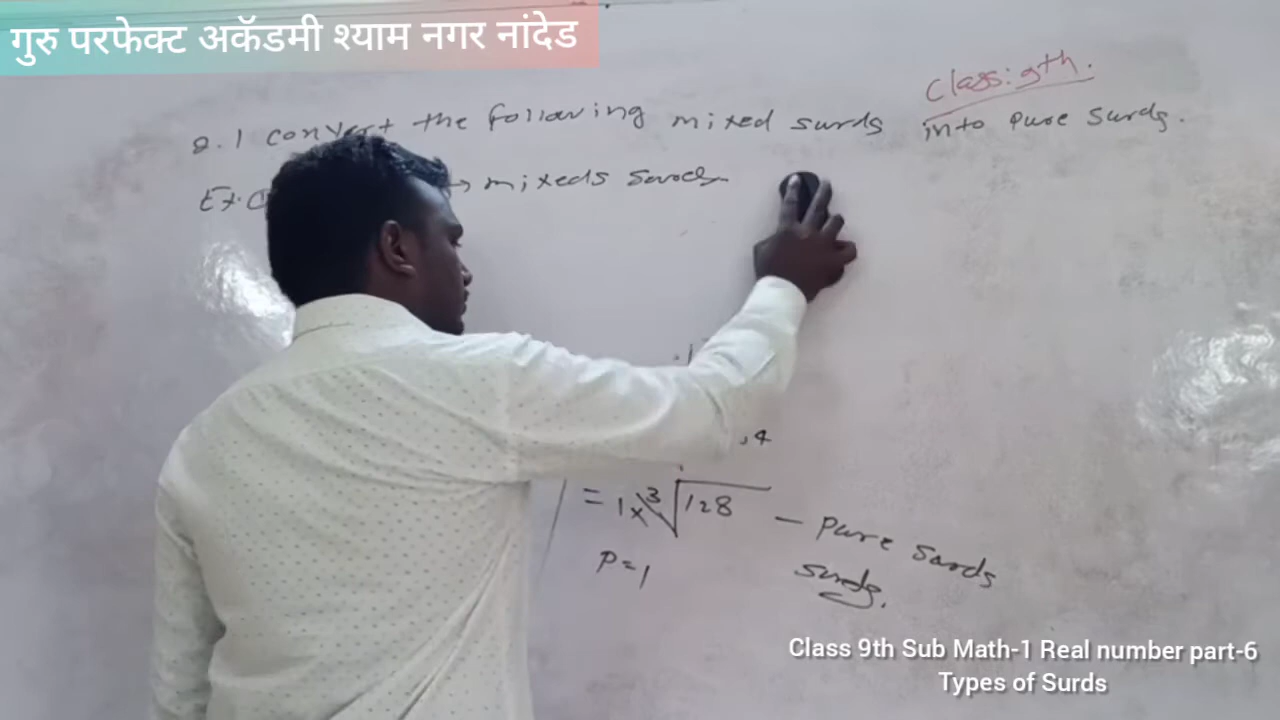 गुरु परफेक्ट अकॅडमी श्याम नगर नांदेड
Class: 9th.
Q.1 convert the following mixed surds into pure surds.
Ex. → mixeds surds
, 4
= 1x ∛128 — pure surds
P=1
surds.
Class 9th Sub Math-1 Real number part-6
Types of Surds